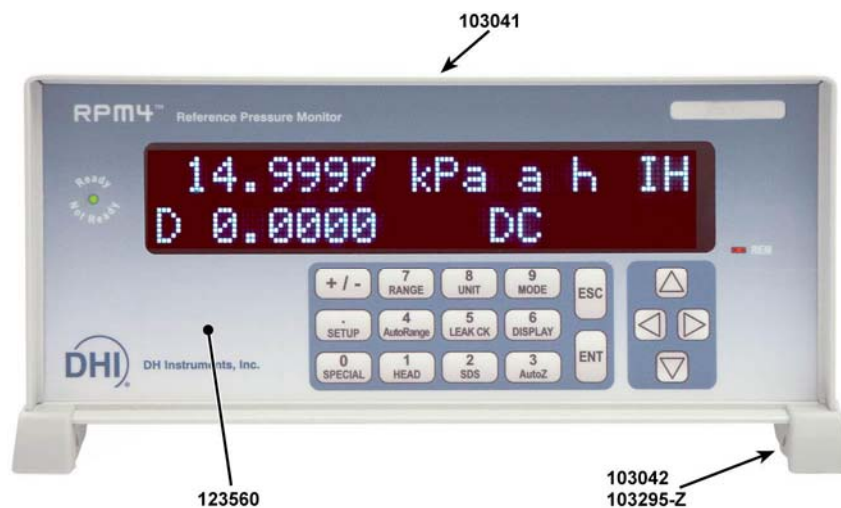 103041
RPM4™ Reference Pressure Monitor
Ready
Not Ready
14.9997 kPa a h IH
D 0.0000 DC
REM
+ / -
7
RANGE
8
UNIT
9
MODE
ESC
.
SETUP
4
AutoRange
5
LEAK CK
6
DISPLAY
0
SPECIAL
1
HEAD
2
SDS
3
AutoZ
ENT
DHI® DH Instruments, Inc.
123560
103042
103295-Z